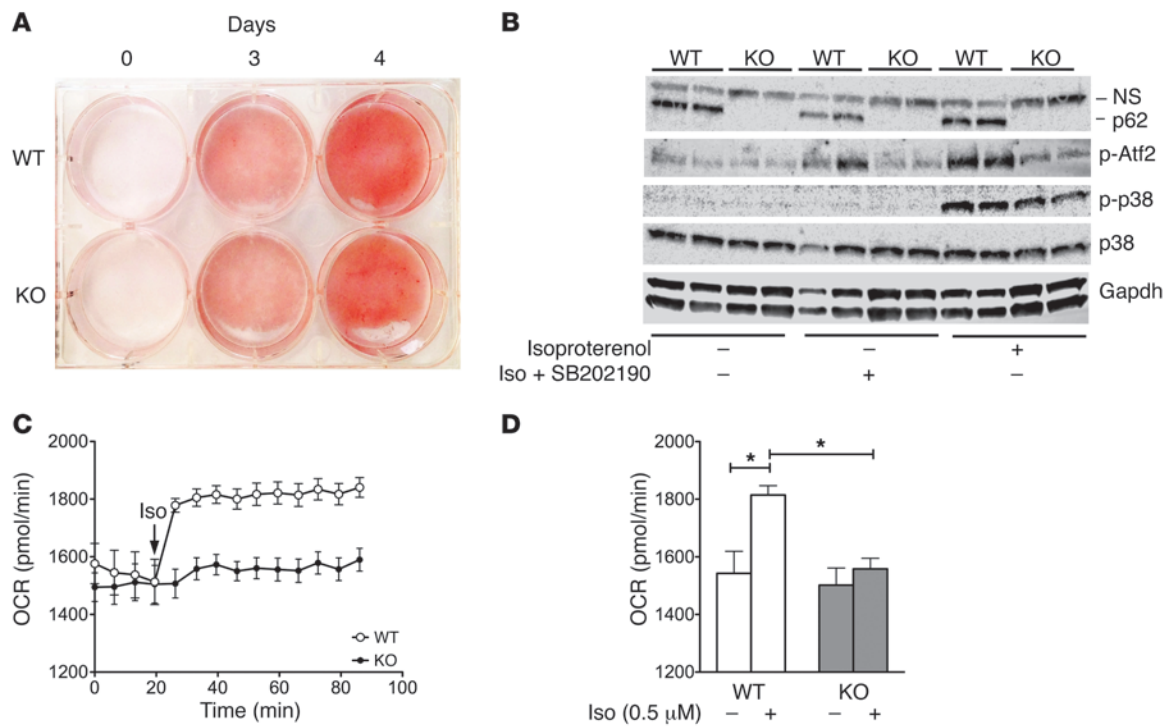 A
Days
0 3 4
WT
KO
B
WT KO WT KO WT KO
– NS
– p62
p-Atf2
p-p38
p38
Gapdh
Isoproterenol – – +
Iso + SB202190 – + –
C
2000
1800
1600
1400
1200
OCR (pmol/min)
Iso
WT
KO
0 20 40 60 80 100
Time (min)
D
2000
1800
1600
1400
1200
OCR (pmol/min)
* *
WT KO
Iso (0.5 μM) – + – +